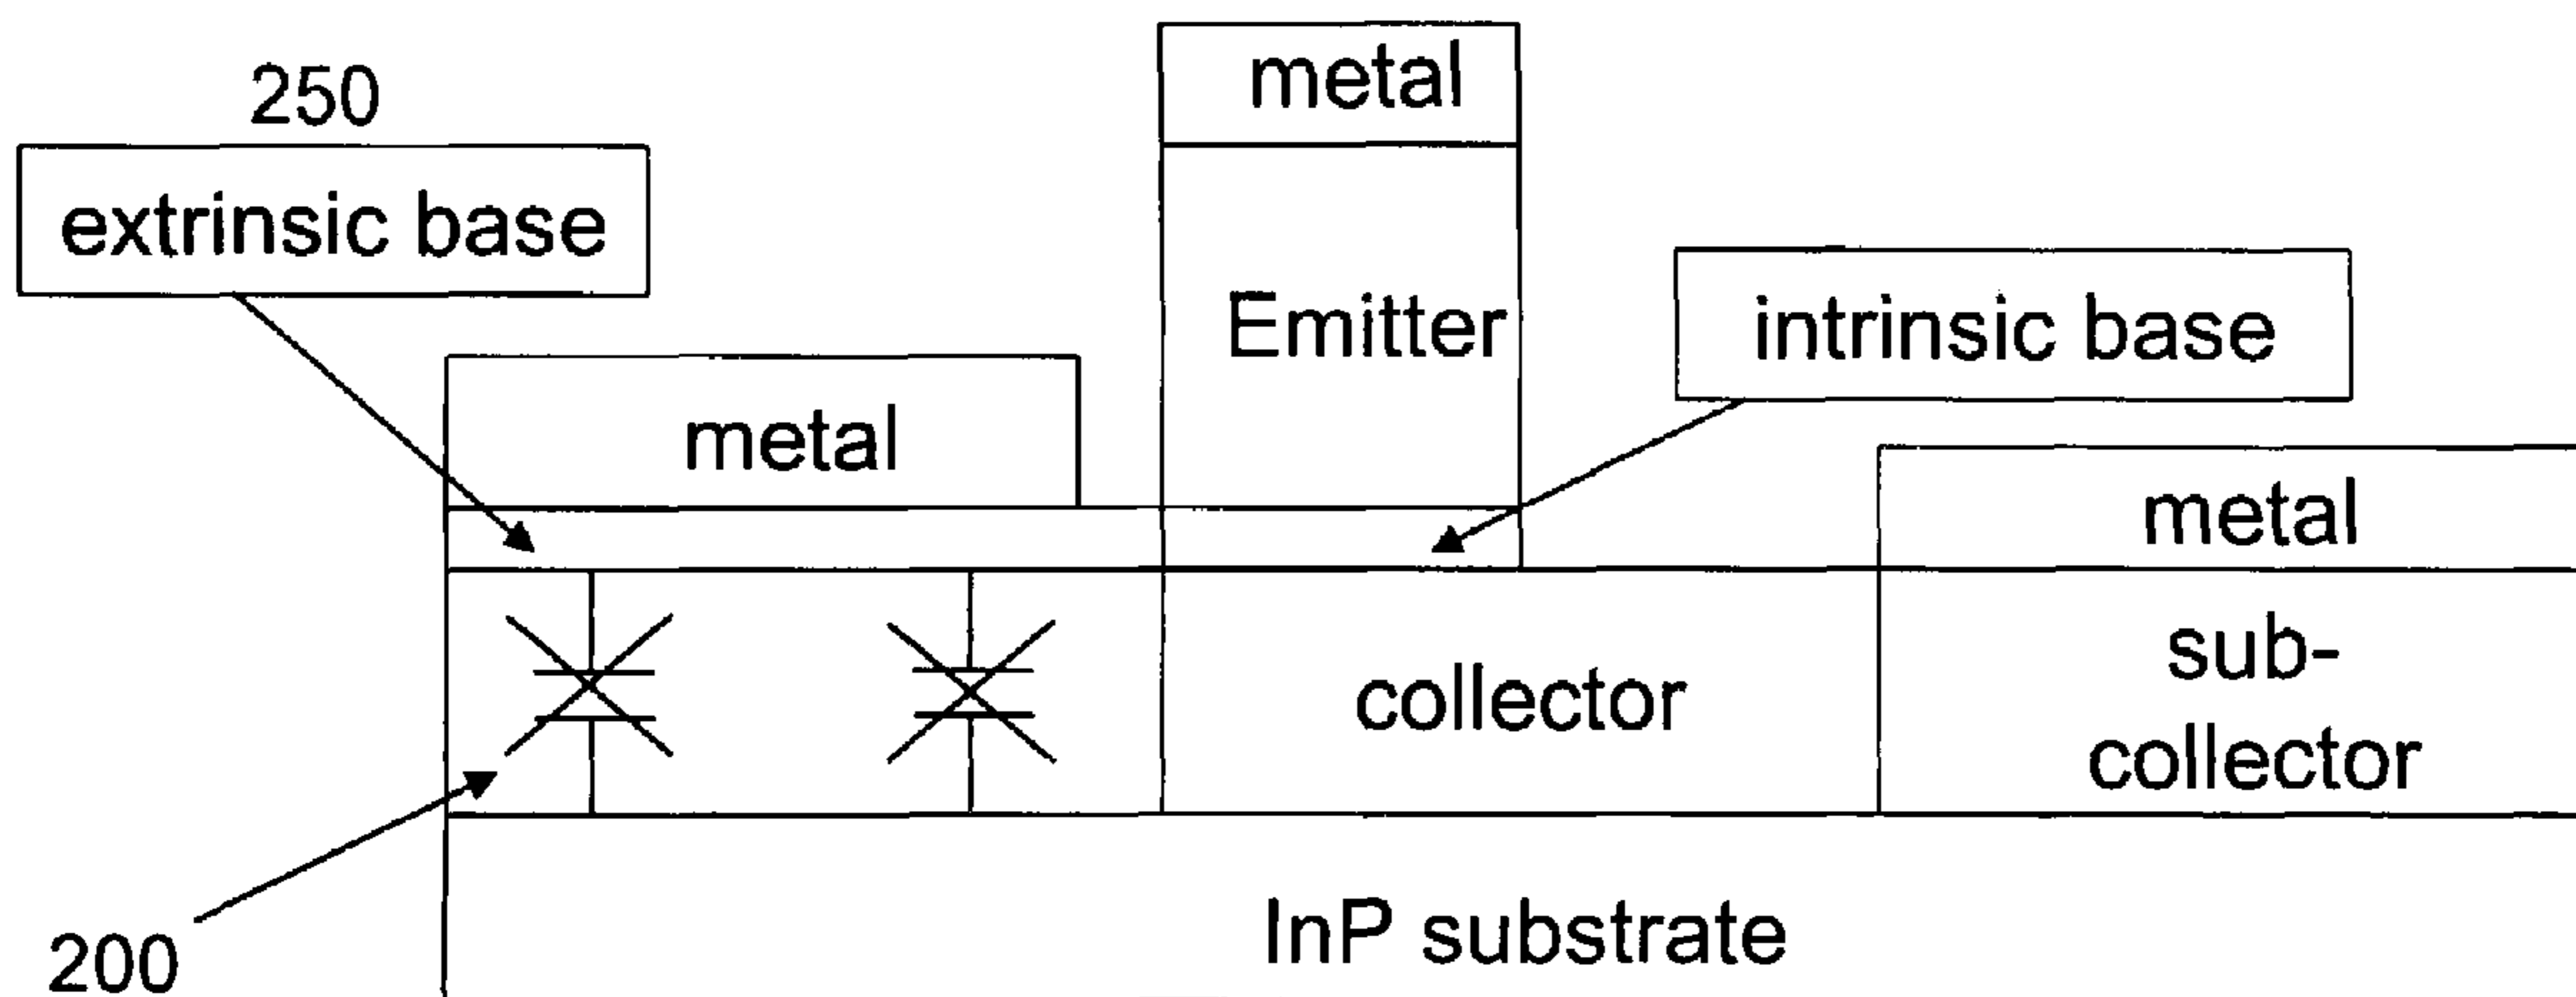 metal
250
extrinsic base
Emitter
intrinsic base
metal
metal
sub-
collector
collector
InP substrate
200